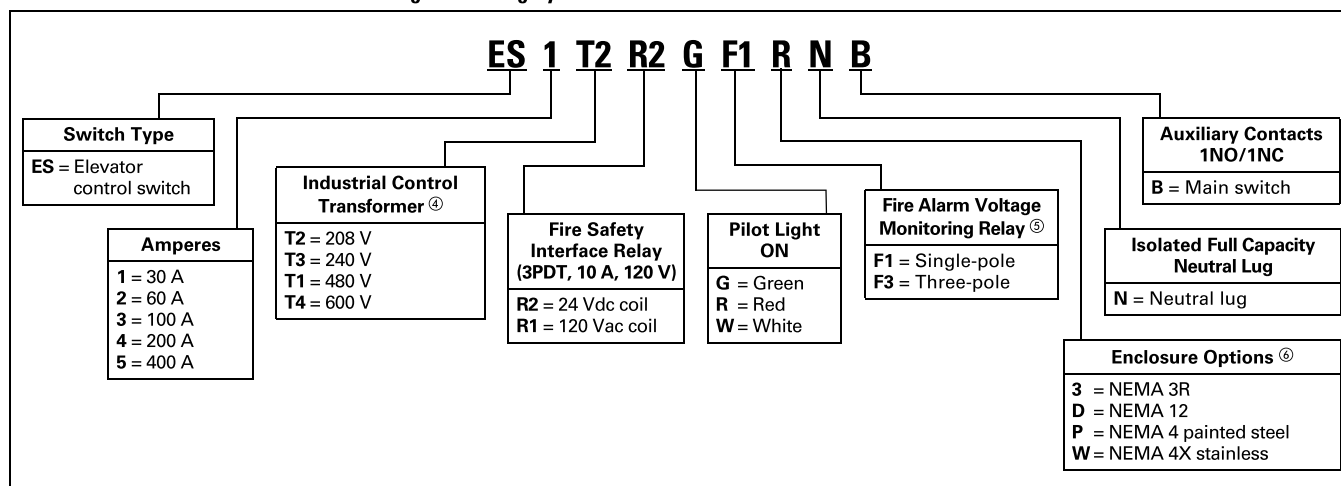 ES 1 T2 R2 G F1 R N B
Switch Type
ES = Elevator
control switch
Amperes
1 = 30 A
2 = 60 A
3 = 100 A
4 = 200 A
5 = 400 A
Industrial Control
Transformer ④
T2 = 208 V
T3 = 240 V
T1 = 480 V
T4 = 600 V
Fire Safety
Interface Relay
(3PDT, 10 A, 120 V)
R2 = 24 Vdc coil
R1 = 120 Vac coil
Pilot Light
ON
G = Green
R = Red
W = White
Fire Alarm Voltage
Monitoring Relay ⑤
F1 = Single-pole
F3 = Three-pole
Auxiliary Contacts
1NO/1NC
B = Main switch
Isolated Full Capacity
Neutral Lug
N = Neutral lug
Enclosure Options ⑥
3 = NEMA 3R
D = NEMA 12
P = NEMA 4 painted steel
W = NEMA 4X stainless